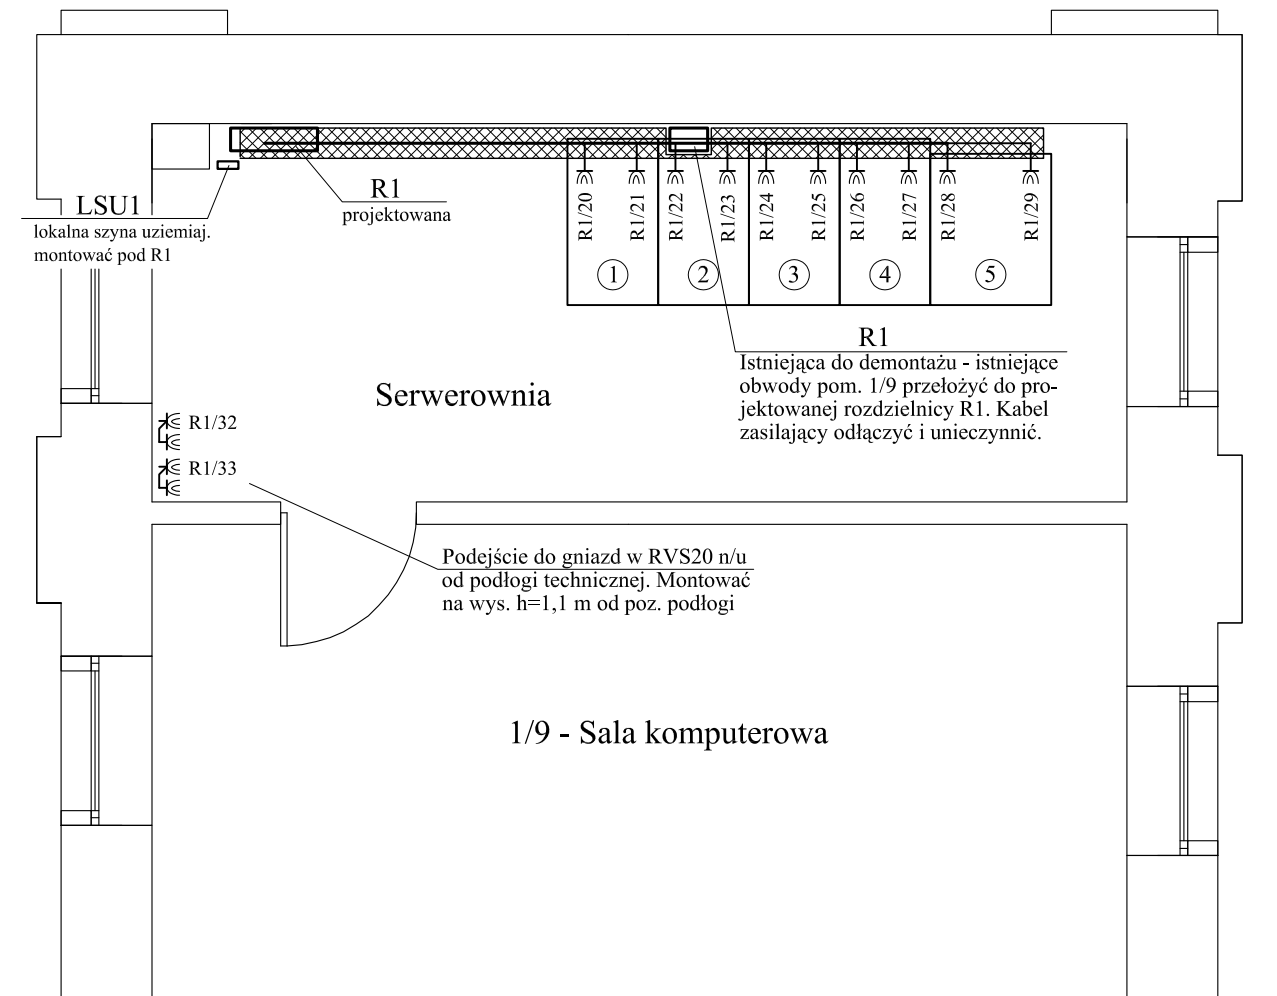 LSU1
lokalna szyna uziemiaj.
montować pod R1
R1
projektowana
R1/20
R1/21
R1/22
R1/23
R1/24
R1/25
R1/26
R1/27
R1/28
R1/29
1
2
3
4
5
R1
Istniejąca do demontażu - istniejące
obwody pom. 1/9 przełożyć do pro-
jektowanej rozdzielnicy R1. Kabel
zasilający odłączyć i unieczynnić.
Serwerownia
R1/32
R1/33
Podejście do gniazd w RVS20 n/u
od podłogi technicznej. Montować
na wys. h=1,1 m od poz. podłogi
1/9 - Sala komputerowa